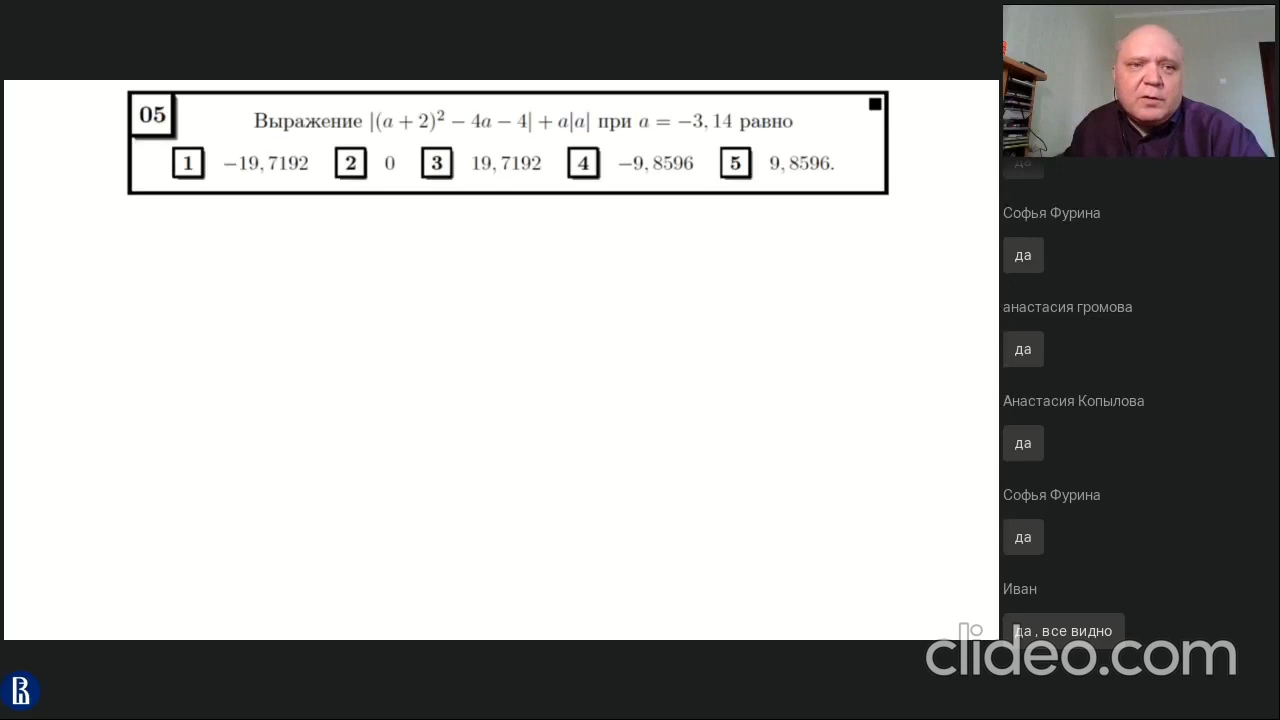 05
Выражение |(a + 2)² − 4a − 4| + a|a| при a = −3, 14 равно
1 −19, 7192 2 0 3 19, 7192 4 −9, 8596 5 9, 8596.
да
Софья Фурина
да
анастасия громова
да
Анастасия Копылова
да
Софья Фурина
да
Иван
да , все видно
clideo.com